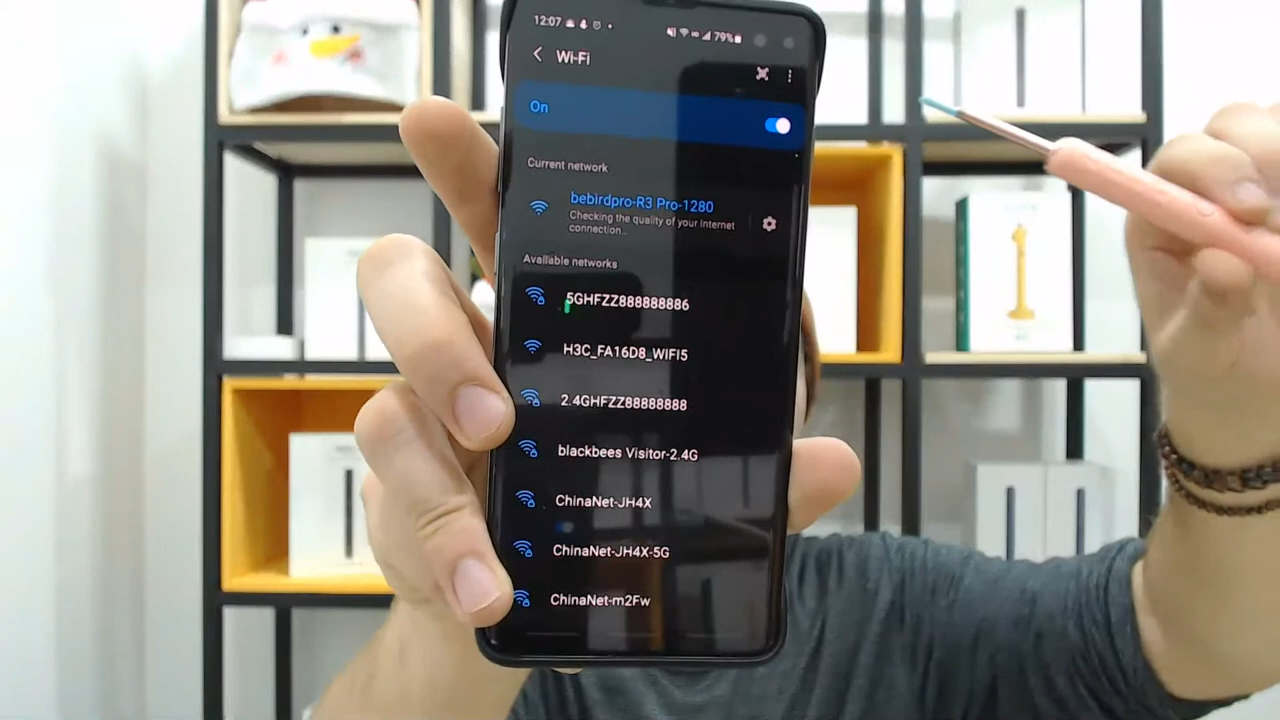 12:07
79%
Wi-Fi
On
Current network
bebirdpro-R3 Pro-1280
Checking the quality of your Internet
connection...
Available networks
5GHFZZ888888886
H3C_FA16D8_WIFI5
2.4GHFZZ88888888
blackbees Visitor-2.4G
ChinaNet-JH4X
ChinaNet-JH4X-5G
ChinaNet-m2Fw